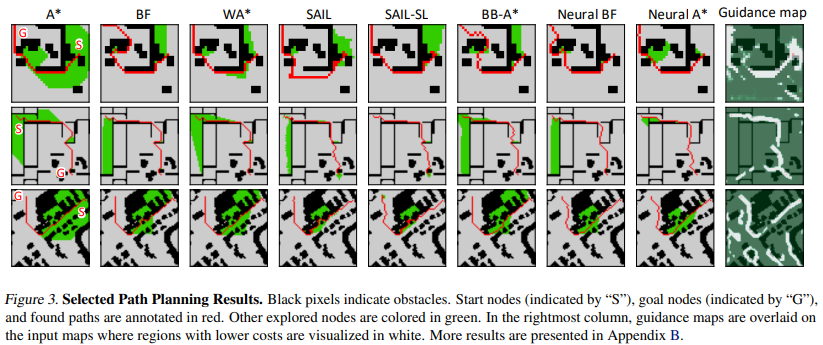 A* BF WA* SAIL SAIL-SL BB-A* Neural BF Neural A* Guidance map
G
S
S
G
G
S
Figure 3. Selected Path Planning Results. Black pixels indicate obstacles. Start nodes (indicated by “S”), goal nodes (indicated by “G”),
and found paths are annotated in red. Other explored nodes are colored in green. In the rightmost column, guidance maps are overlaid on
the input maps where regions with lower costs are visualized in white. More results are presented in Appendix B.